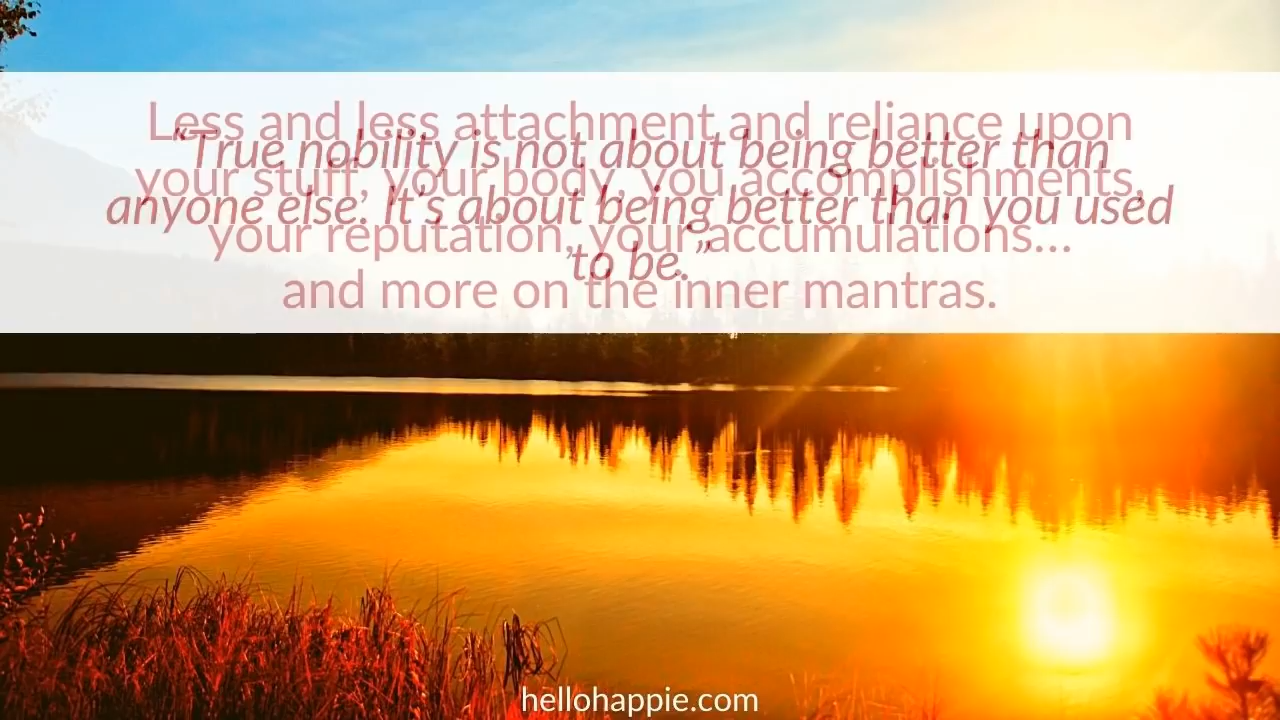 Less and less attachment and reliance upon
your stuff, your body, you accomplishments,
your reputation, your accumulations...
and more on the inner mantras.
“True nobility is not about being better than
anyone else. It's about being better than you used
to be.”
hellohappie.com